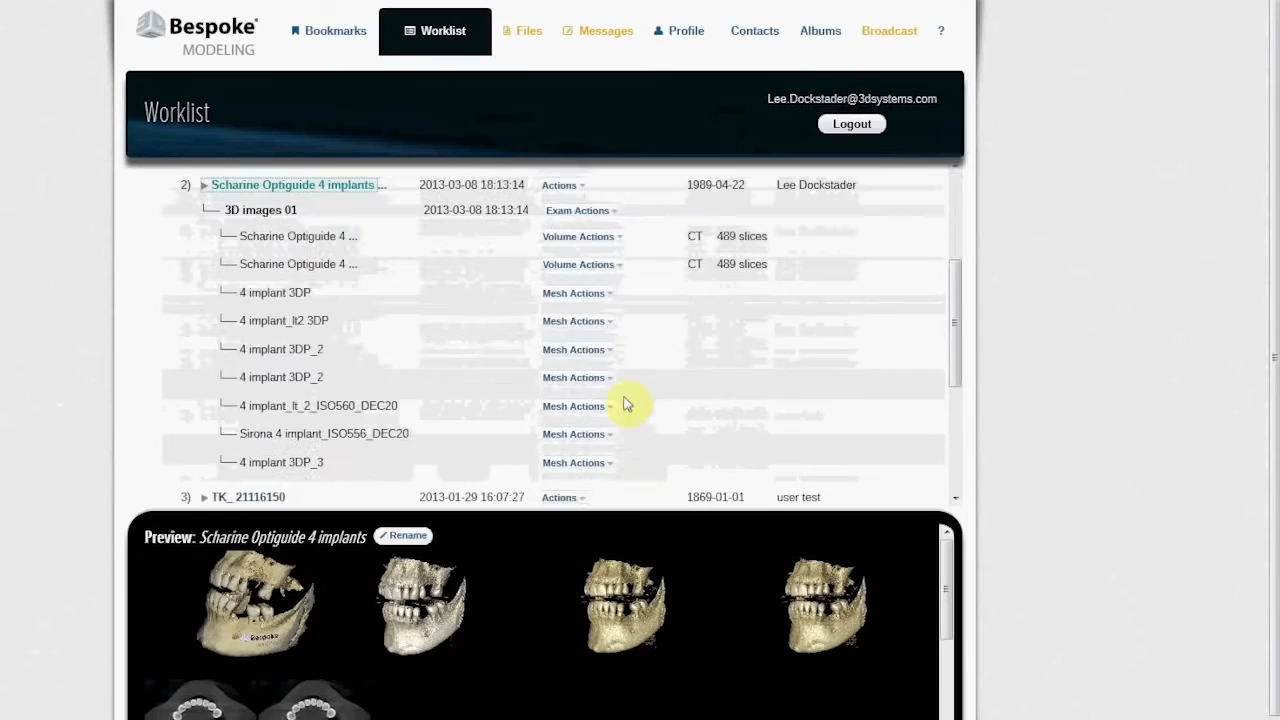 Bespoke
MODELING
Bookmarks Worklist Files Messages Profile Contacts Albums Broadcast ?
Worklist
Lee.Dockstader@3dsystems.com
Logout
2) Scharine Optiguide 4 implants ... 2013-03-08 18:13:14 Actions 1989-04-22 Lee Dockstader
3D images 01 2013-03-08 18:13:14 Exam Actions
Scharine Optiguide 4 ... Volume Actions CT 489 slices
Scharine Optiguide 4 ... Volume Actions CT 489 slices
4 implant 3DP Mesh Actions
4 implant_lt2 3DP Mesh Actions
4 implant 3DP_2 Mesh Actions
4 implant 3DP_2 Mesh Actions
4 implant_lt_2_ISO560_DEC20 Mesh Actions
Sirona 4 implant_ISO556_DEC20 Mesh Actions
4 implant 3DP_3 Mesh Actions
3) TK_ 21116150 2013-01-29 16:07:27 Actions 1869-01-01 user test
Preview: Scharine Optiguide 4 implants Rename
Bespoke